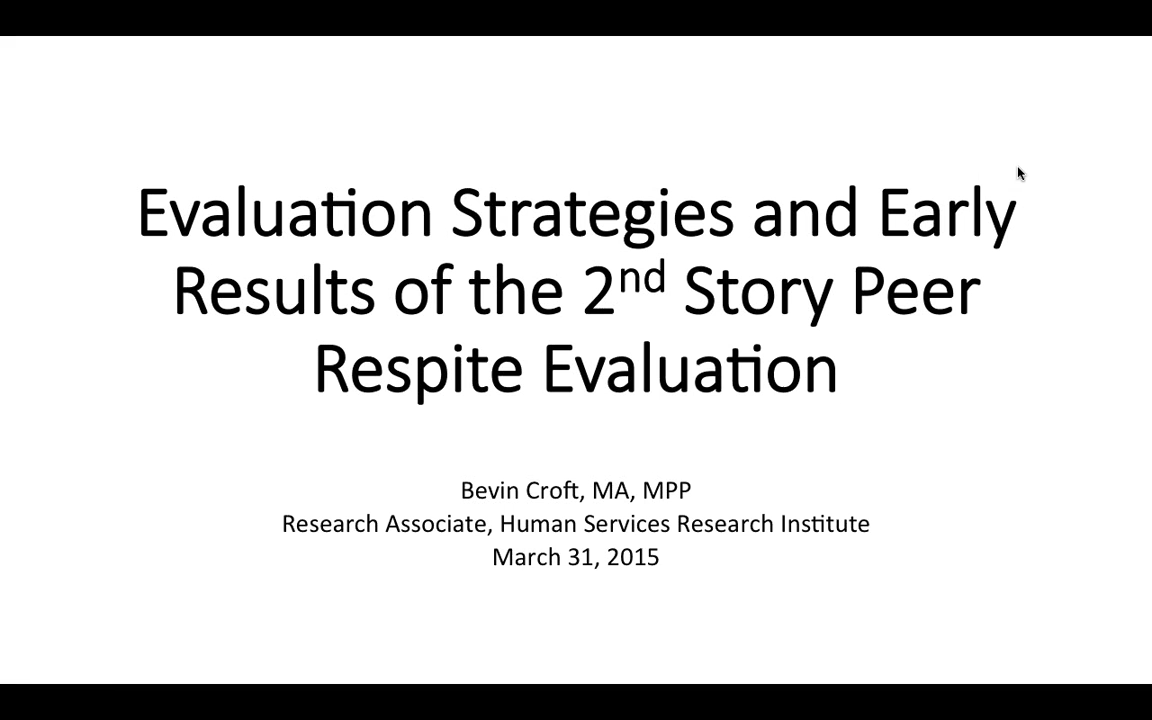 Evaluation Strategies and Early
Results of the 2nd Story Peer
Respite Evaluation
Bevin Croft, MA, MPP
Research Associate, Human Services Research Institute
March 31, 2015